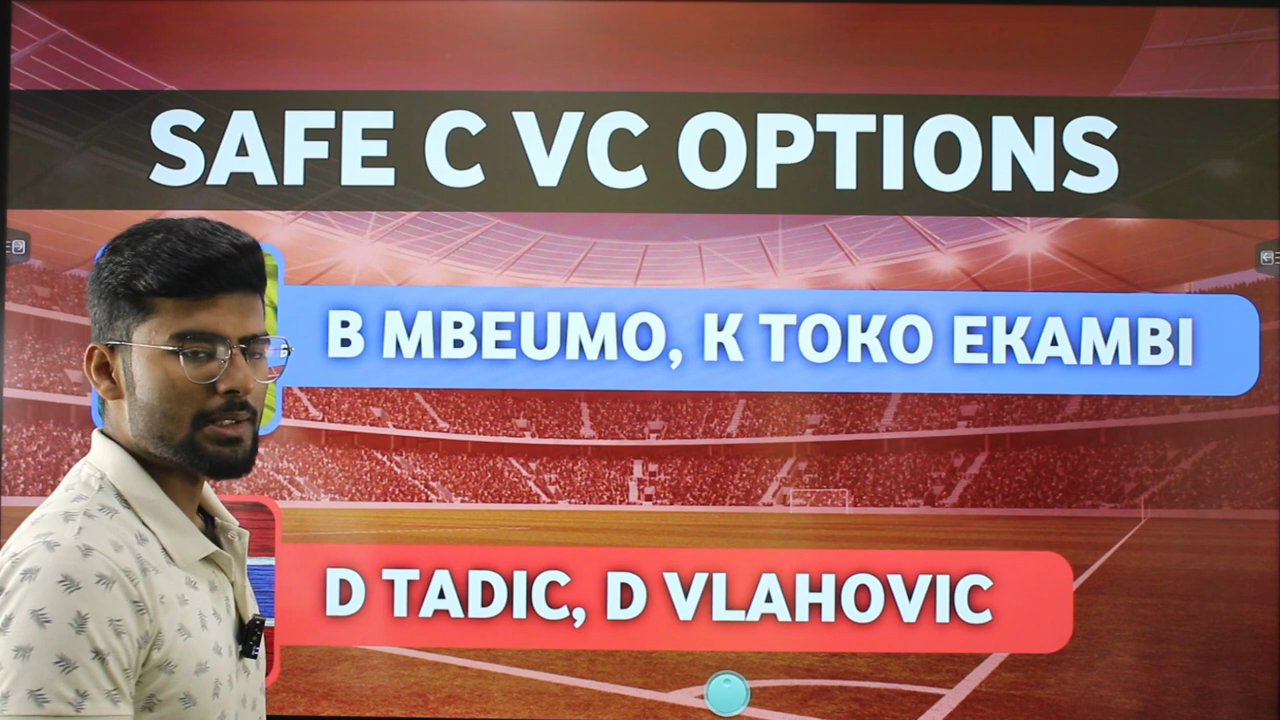 SAFE C VC OPTIONS
B MBEUMO, K TOKO EKAMBI
D TADIC, D VLAHOVIC